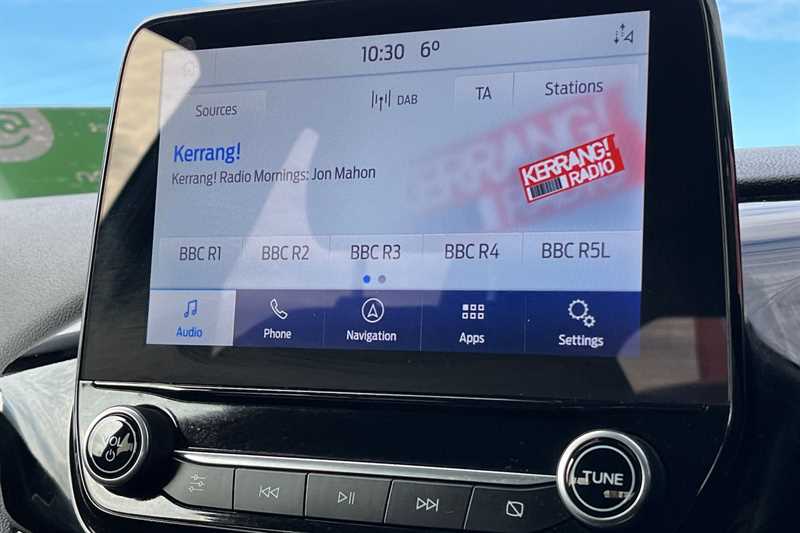 10:30 6°
Sources DAB TA Stations
Kerrang!
Kerrang! Radio Mornings: Jon Mahon
KERRANG!
RADIO
BBC R1 BBC R2 BBC R3 BBC R4 BBC R5L
Audio Phone Navigation Apps Settings
VOL TUNE